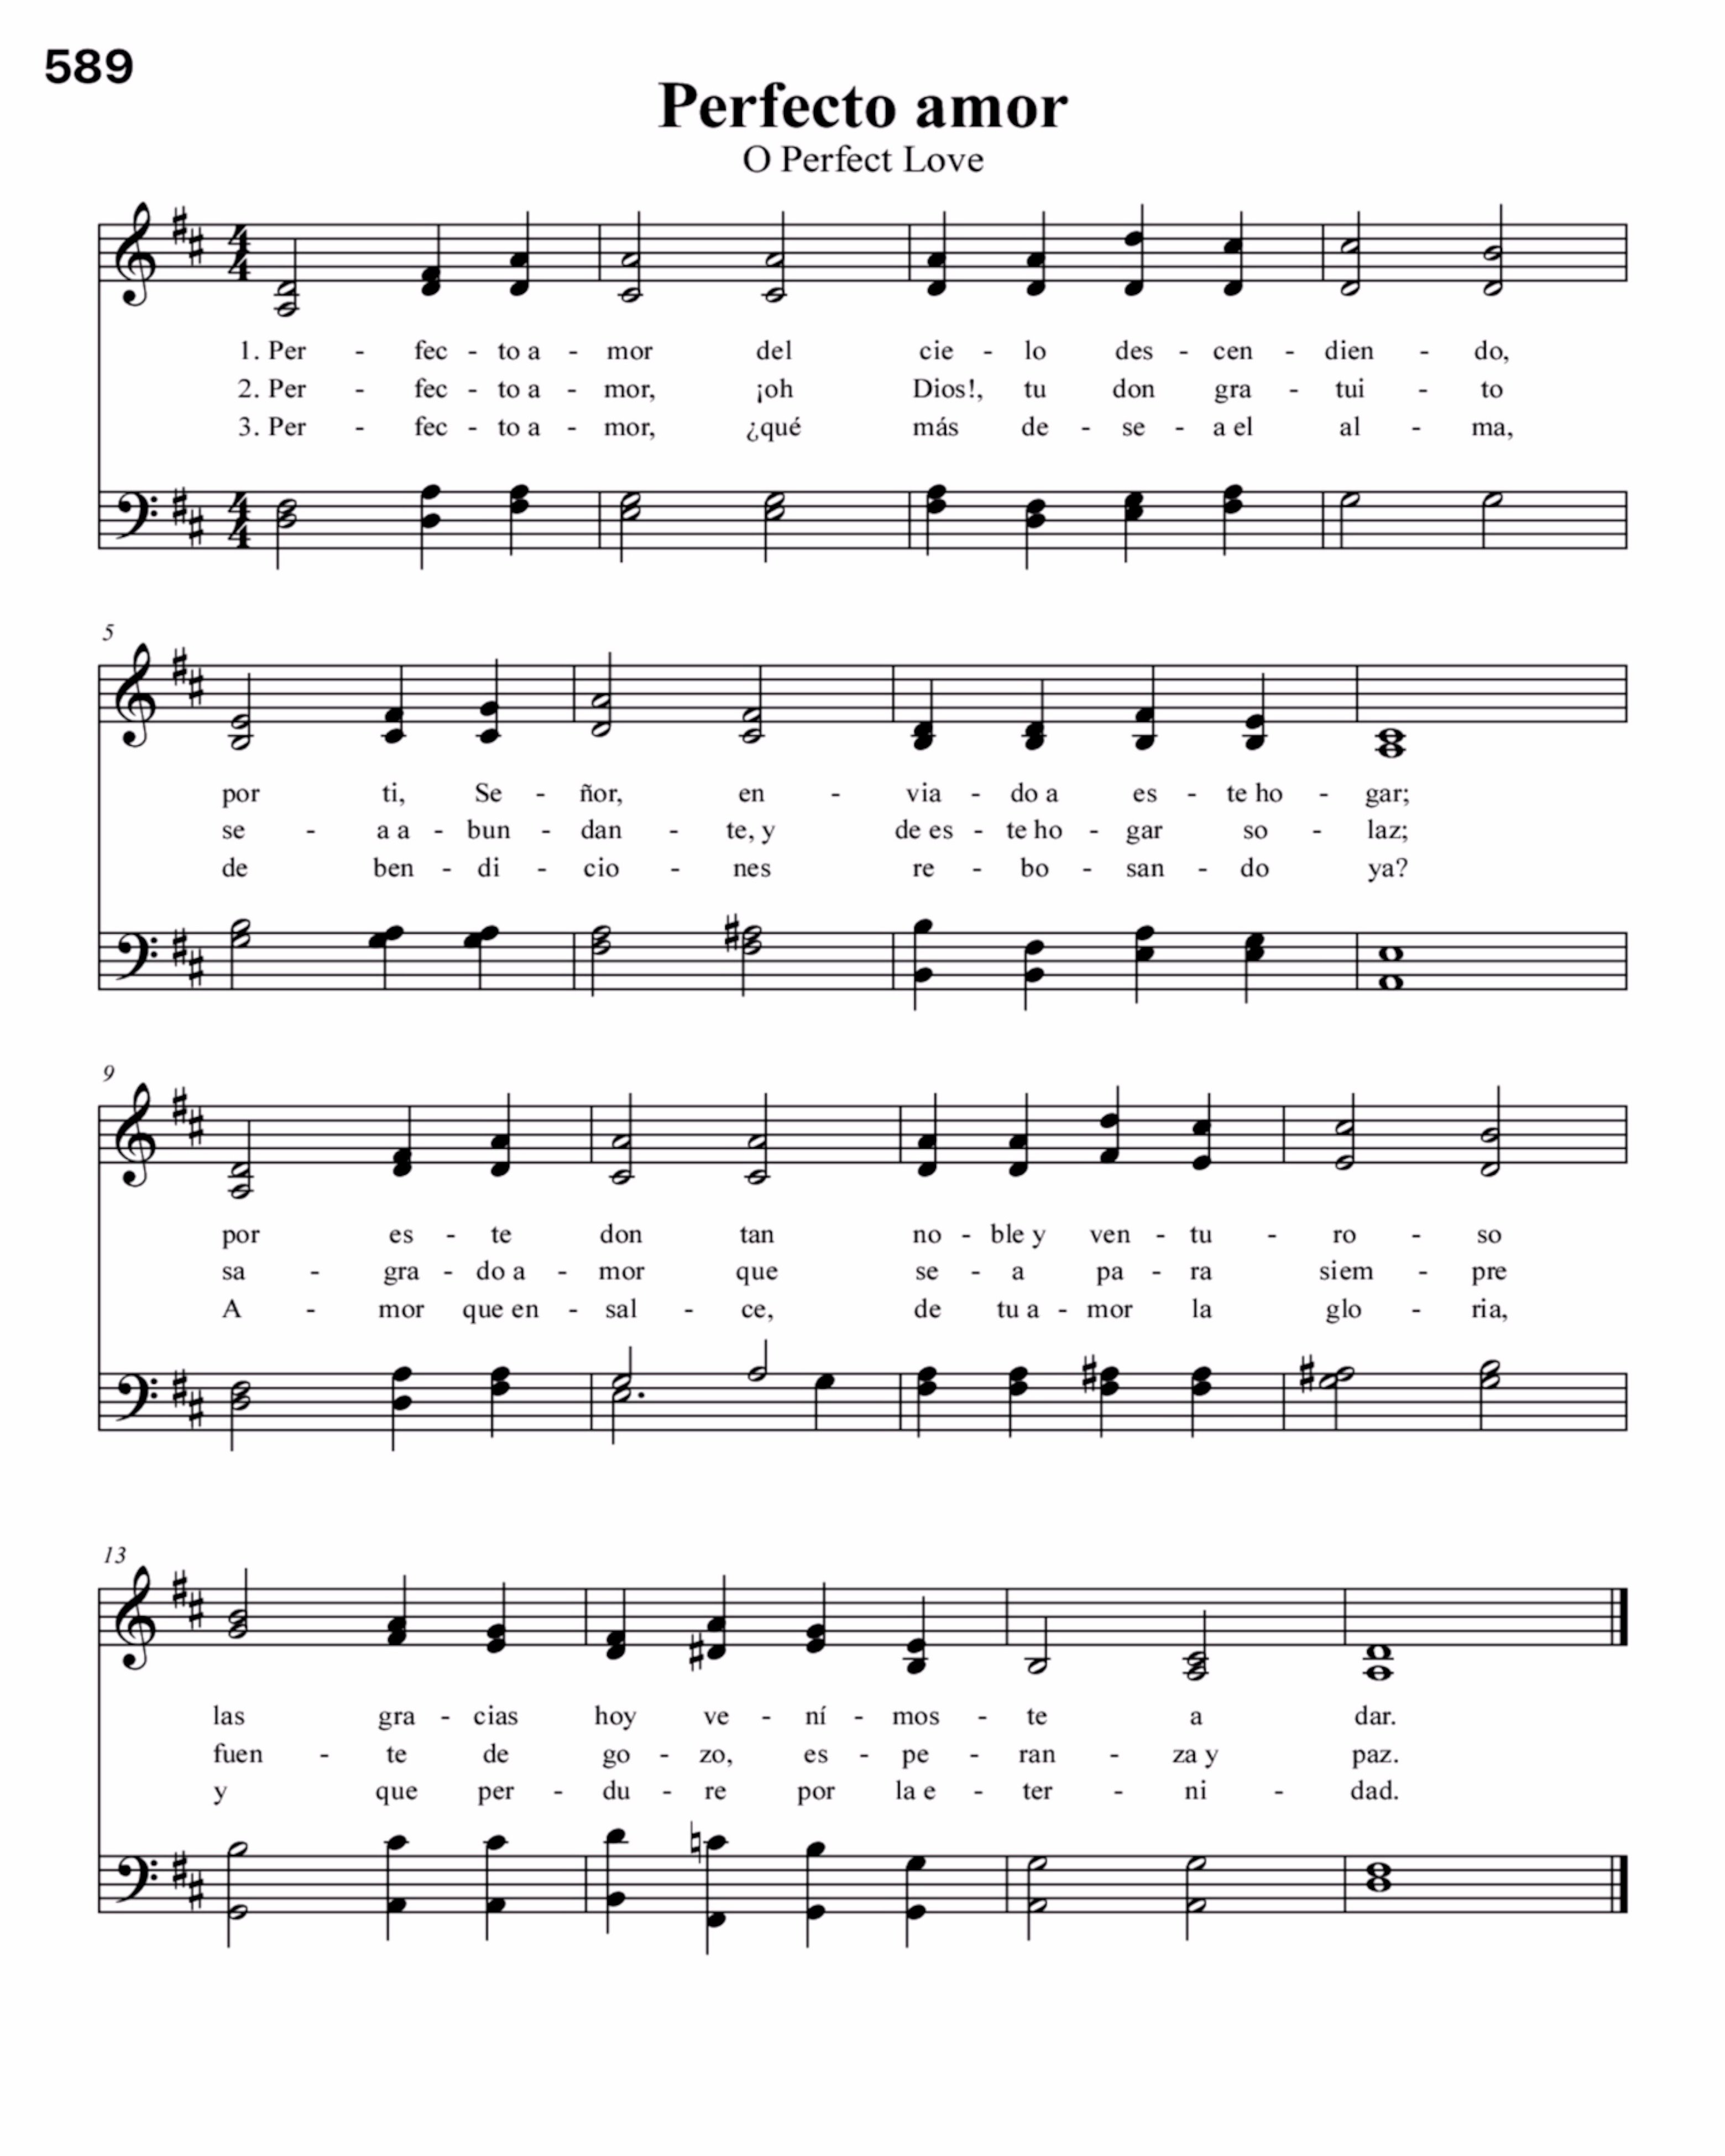 589
Perfecto amor
O Perfect Love
1. Per - fec - to a - mor del cie - lo des - cen - dien - do,
2. Per - fec - to a - mor, ¡oh Dios!, tu don gra - tui - to
3. Per - fec - to a - mor, ¿qué más de - se - a el al - ma,
5
por ti, Se - ñor, en - via - do a es - te ho - gar;
se - a a - bun - dan - te, y de es - te ho - gar so - laz;
de ben - di - cio - nes re - bo - san - do ya?
9
por es - te don tan no - ble y ven - tu - ro - so
sa - gra - do a - mor que se - a pa - ra siem - pre
A - mor que en - sal - ce, de tu a - mor la glo - ria,
13
las gra - cias hoy ve - ní - mos - te a dar.
fuen - te de go - zo, es - pe - ran - za y paz.
y que per - du - re por la e - ter - ni - dad.